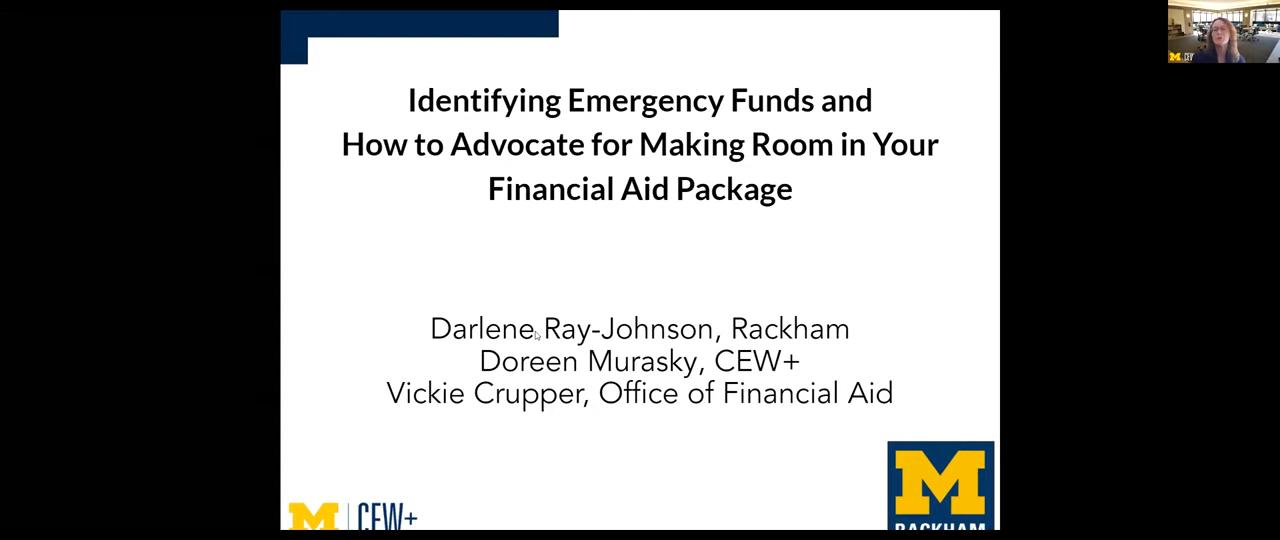 Identifying Emergency Funds and
How to Advocate for Making Room in Your
Financial Aid Package
Darlene Ray-Johnson, Rackham
Doreen Murasky, CEW+
Vickie Crupper, Office of Financial Aid
M | CEW+
M
RACKHAM
M | CEW